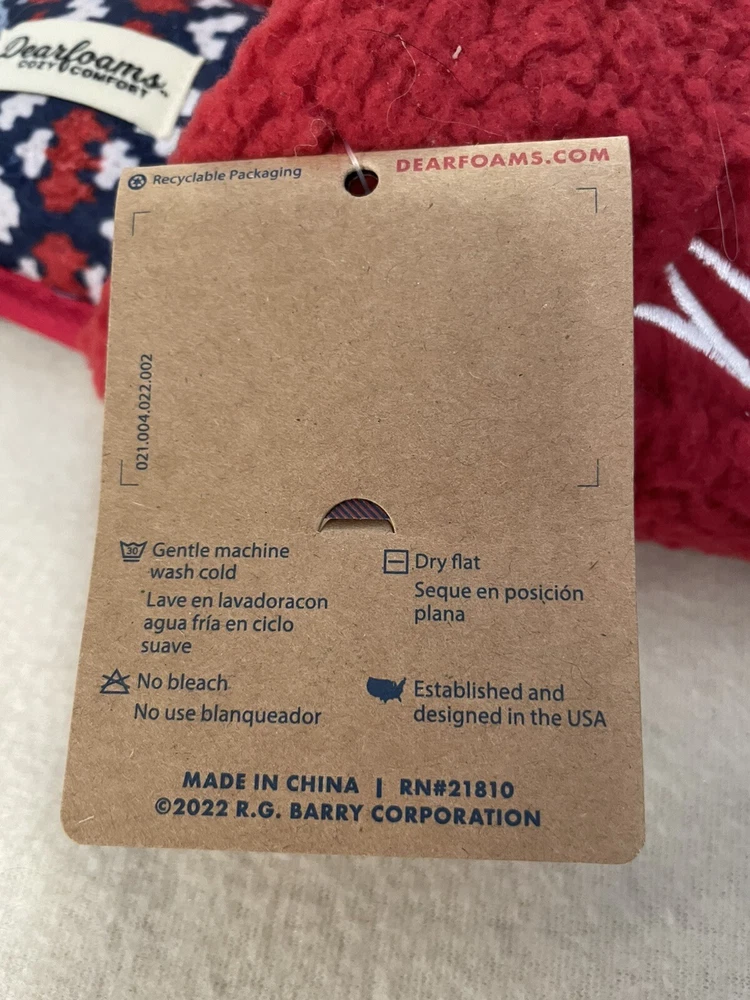 Dearfoams
COZY COMFORT
Recyclable Packaging
DEARFOAMS.COM
021.004.022.002
30
Gentle machine
wash cold
*Lave en lavadoracon
agua fría en ciclo
suave
Dry flat
Seque en posición
plana
No bleach
No use blanqueador
Established and
designed in the USA
MADE IN CHINA | RN#21810
©2022 R.G. BARRY CORPORATION